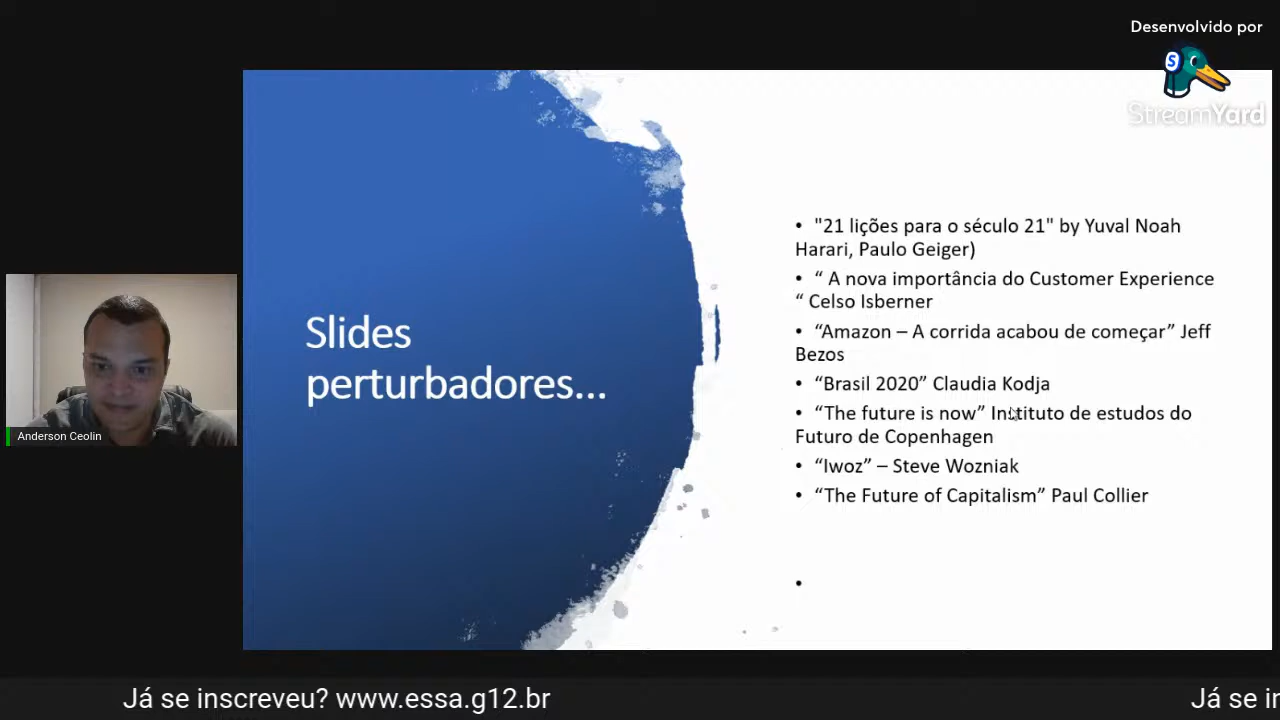 Desenvolvido por
StreamYard
Slides
perturbadores...
• "21 lições para o século 21" by Yuval Noah
Harari, Paulo Geiger)
• “ A nova importância do Customer Experience
“ Celso Isberner
• “Amazon – A corrida acabou de começar” Jeff
Bezos
• “Brasil 2020” Claudia Kodja
• “The future is now” Instituto de estudos do
Futuro de Copenhagen
• “Iwoz” – Steve Wozniak
• “The Future of Capitalism” Paul Collier
•
Anderson Ceolin
Já se inscreveu? www.essa.g12.br
Já se in